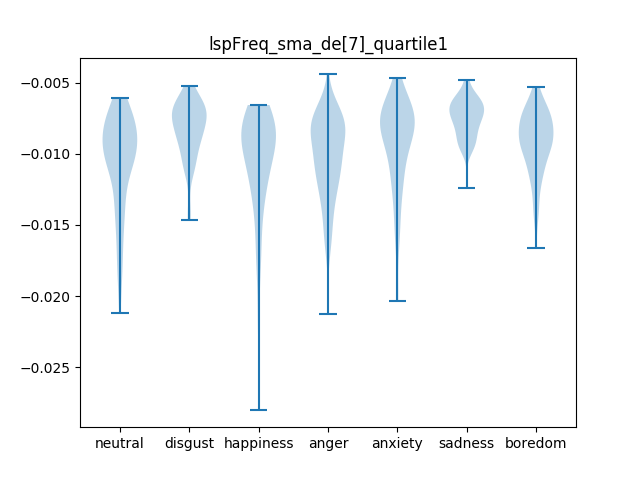 lspFreq_sma_de[7]_quartile1
−0.005
−0.010
−0.015
−0.020
−0.025
neutral disgust happiness anger anxiety sadness boredom